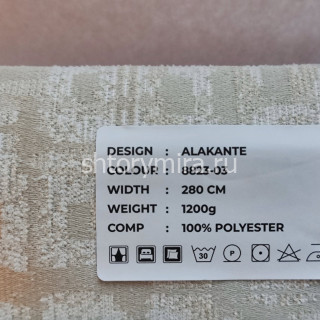 DESIGN : ALAKANTE
COLOUR : 8823-03
shtorymira.ru
WIDTH : 280 CM
WEIGHT : 1200g
COMP : 100% POLYESTER
30 P